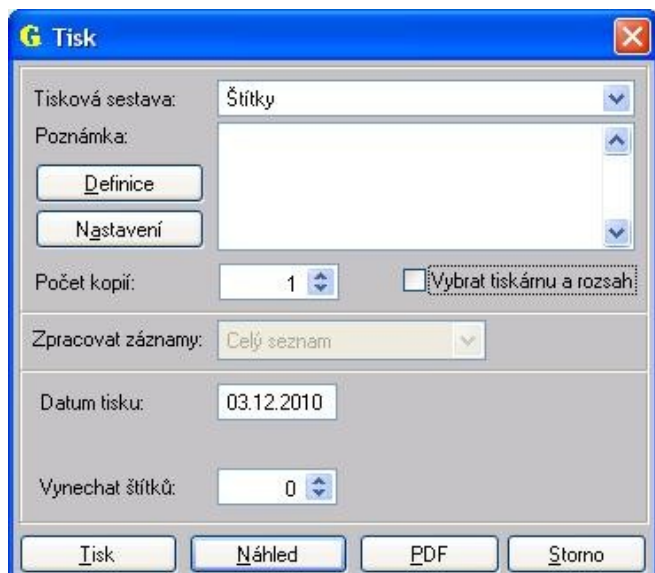 G Tisk
Tisková sestava: Štítky
Poznámka:
Definice
Nastavení
Počet kopií: 1 Vybrat tiskárnu a rozsah
Zpracovat záznamy: Celý seznam
Datum tisku: 03.12.2010
Vynechat štítků: 0
Tisk Náhled PDF Storno